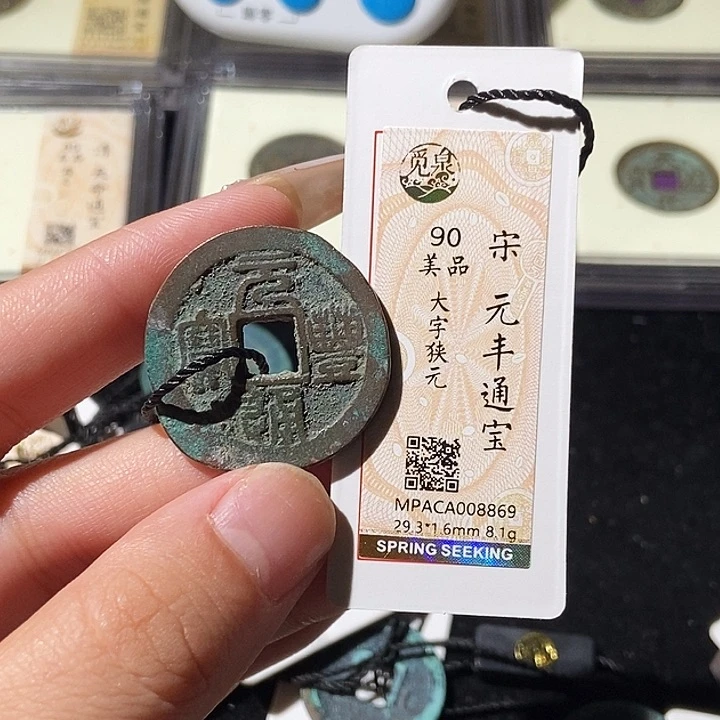 觅泉
90
美品
大字狭元
宋 元丰通宝
MPACA008869
29.3*1.6mm 8.1g
SPRING SEEKING
元豐通寶